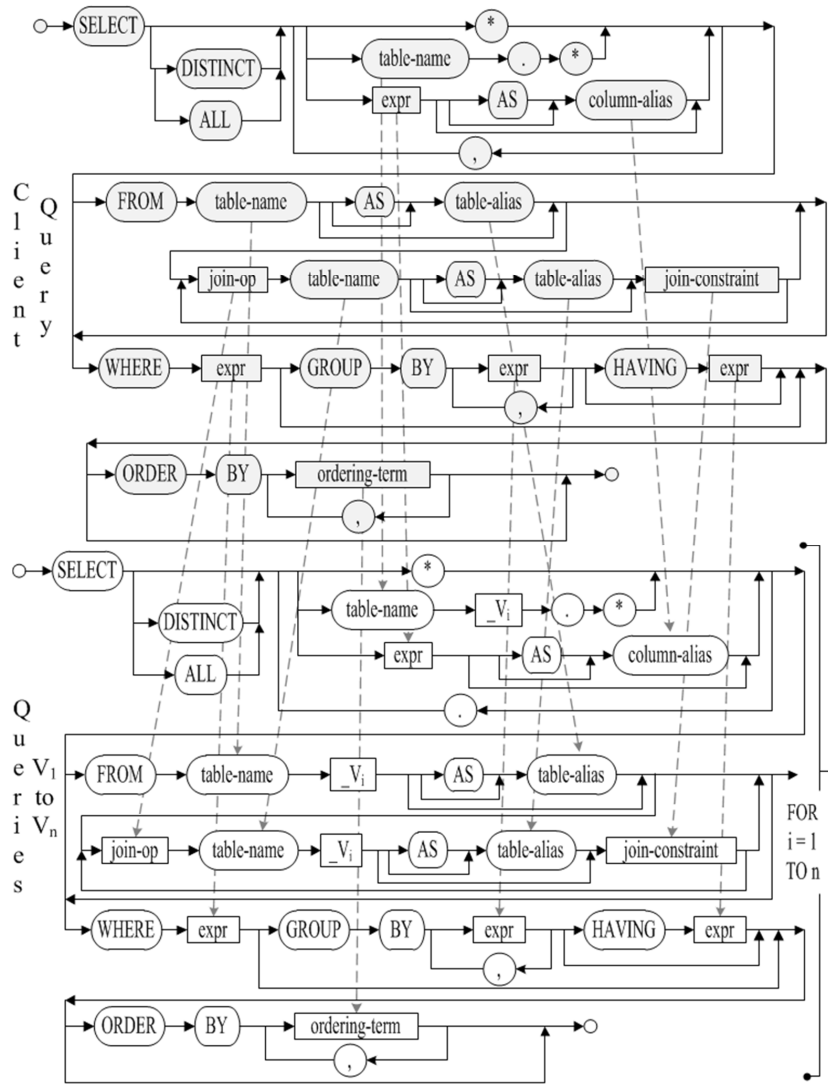 SELECT *
DISTINCT table-name . *
ALL expr AS column-alias
,
Client Query
FROM table-name AS table-alias
join-op table-name AS table-alias join-constraint
WHERE expr GROUP BY expr HAVING expr
,
ORDER BY ordering-term
,
SELECT *
DISTINCT table-name _Vi . *
ALL expr AS column-alias
.
Queries V1 to Vn
FROM table-name _Vi AS table-alias
join-op table-name _Vi AS table-alias join-constraint
FOR
i = 1
TO n
WHERE expr GROUP BY expr HAVING expr
,
ORDER BY ordering-term
,